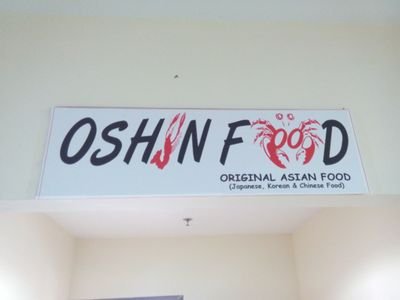 OSHIN FOOD
ORIGINAL ASIAN FOOD
(Japanese, Korean & Chinese Food)